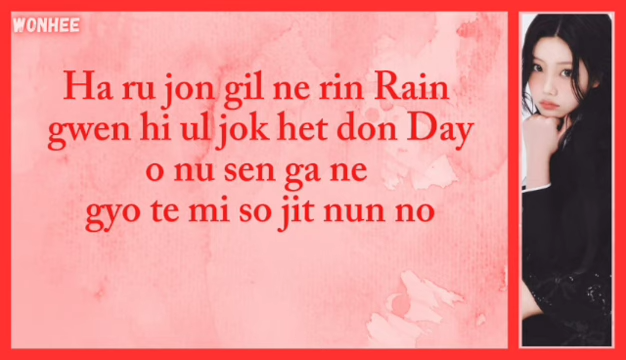 WONHEE
Ha ru jon gil ne rin Rain
gwen hi ul jok het don Day
o nu sen ga ne
gyo te mi so jit nun no